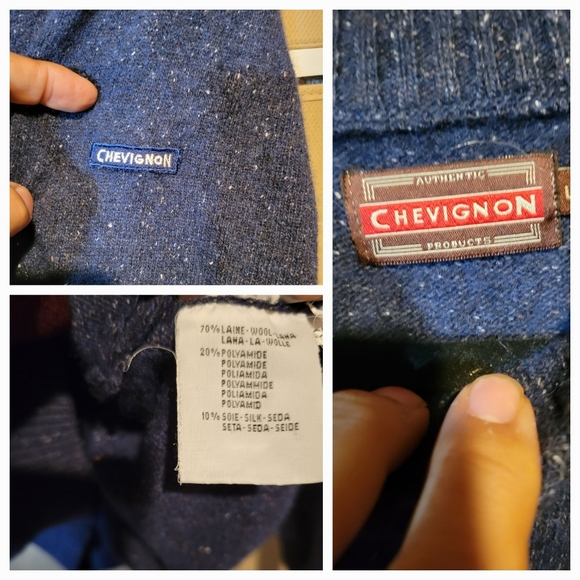 CHEVIGNON
AUTHENTIC
CHEVIGNON
PRODUCTS
L
70% LAINE-WOOL-LANA
LANA-LA-WOLLE
20% POLYAMIDE
POLYAMIDE
POLIAMIDA
POLYAMMIDE
POLIAMIDA
POLYAMID
10% SOIE-SILK-SEDA
SETA-SEDA-SEIDE